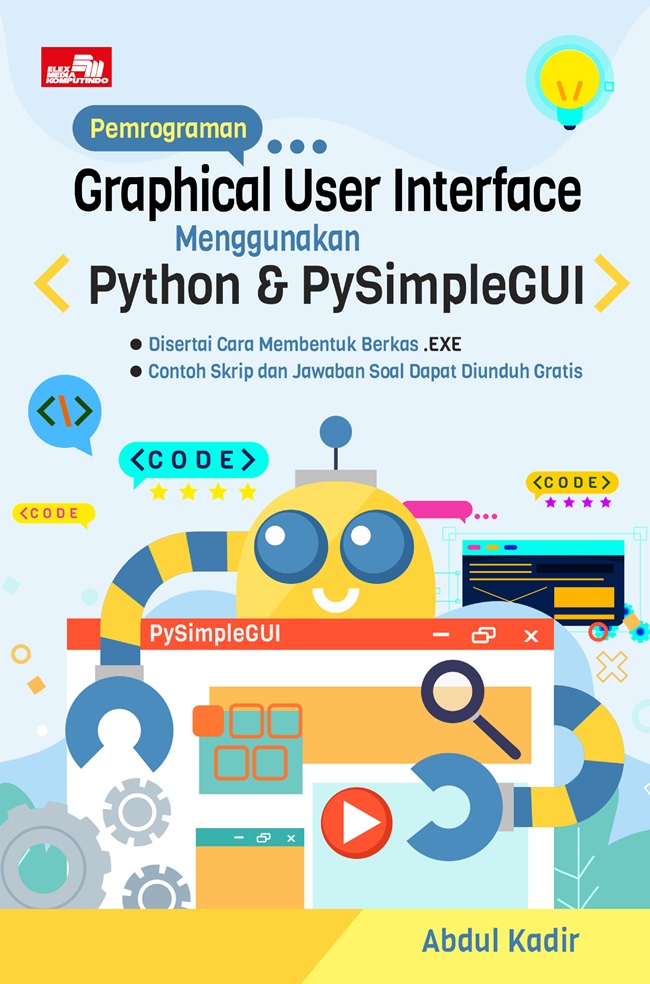 ELEX
MEDIA
KOMPUTINDO
Pemrograman
Graphical User Interface
Menggunakan
< Python & PySimpleGUI >
• Disertai Cara Membentuk Berkas .EXE
• Contoh Skrip dan Jawaban Soal Dapat Diunduh Gratis
<\>
<CODE>
<CODE>
<CODE
PySimpleGUI
Abdul Kadir